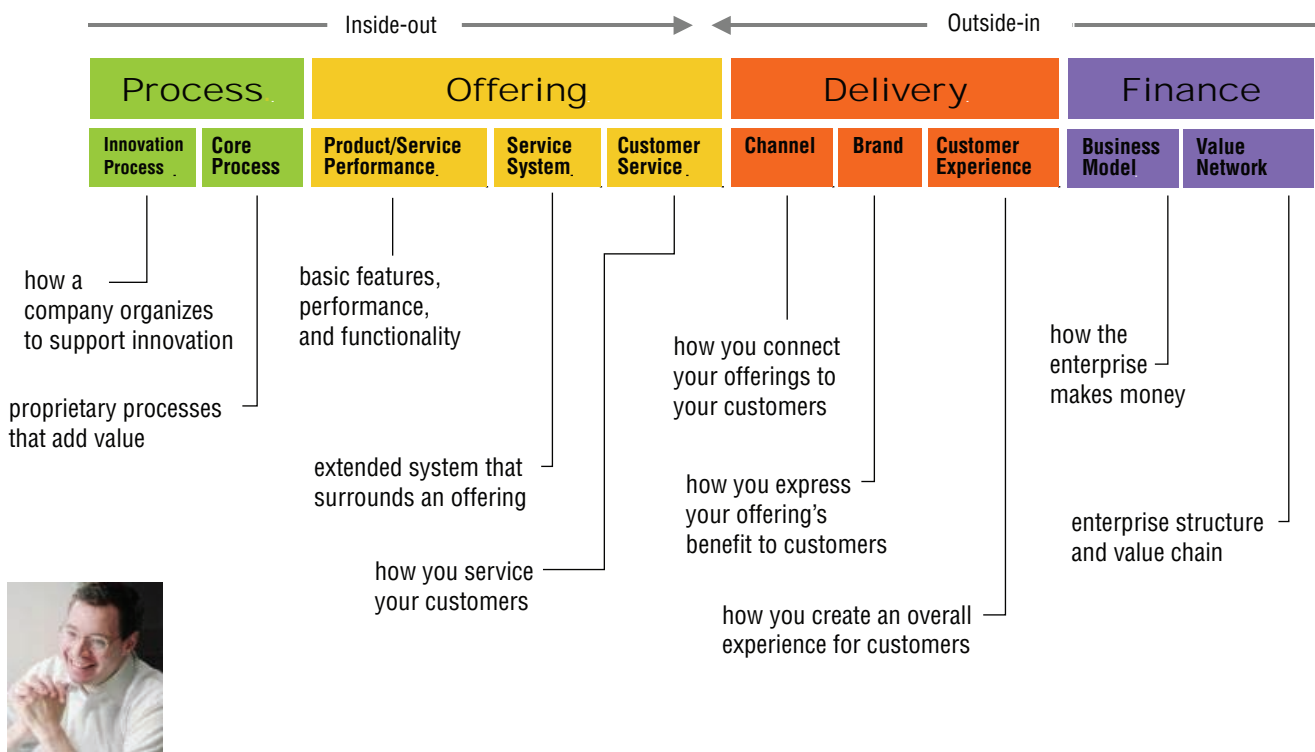 Inside-out
Outside-in
Process
Offering
Delivery
Finance
Innovation
Process
Core
Process
Product/Service
Performance
Service
System
Customer
Service
Channel
Brand
Customer
Experience
Business
Model
Value
Network
how a
company organizes
to support innovation
proprietary processes
that add value
basic features,
performance,
and functionality
extended system that
surrounds an offering
how you service
your customers
how you connect
your offerings to
your customers
how you express
your offering’s
benefit to customers
how you create an overall
experience for customers
how the
enterprise
makes money
enterprise structure
and value chain